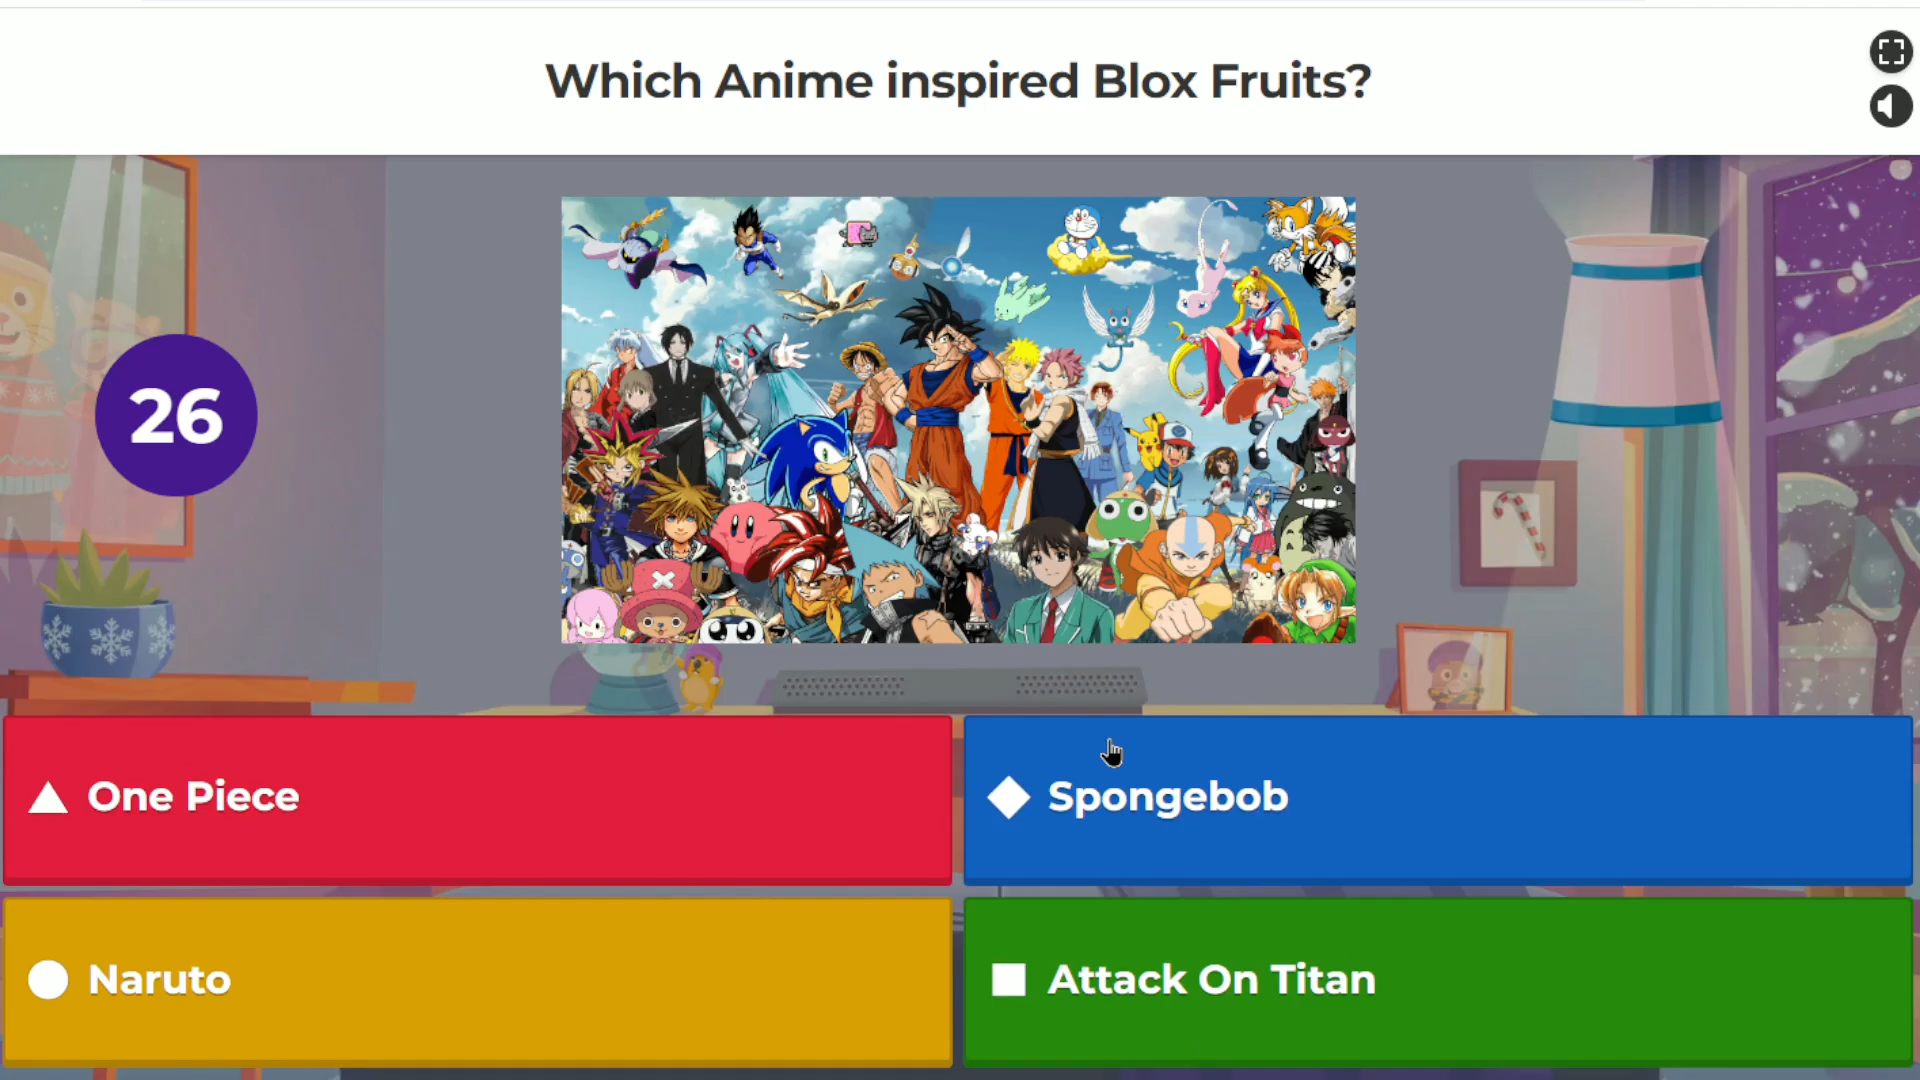 Which Anime inspired Blox Fruits?
26
One Piece
Spongebob
Naruto
Attack On Titan